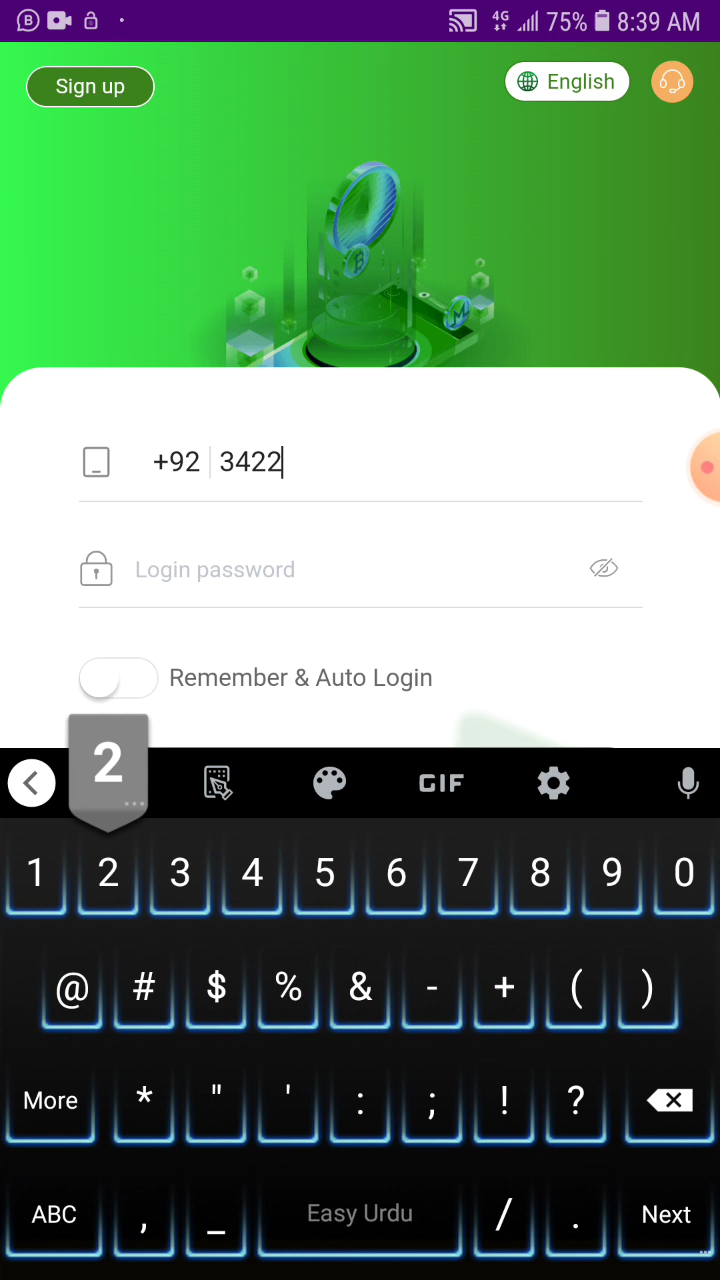 4G 75% 8:39 AM
Sign up English
+92 3422
Login password
Remember & Auto Login
2 GIF
1 2 3 4 5 6 7 8 9 0
@ # $ % & - + ( )
More * " ' : ; ! ?
ABC , _ Easy Urdu / . Next